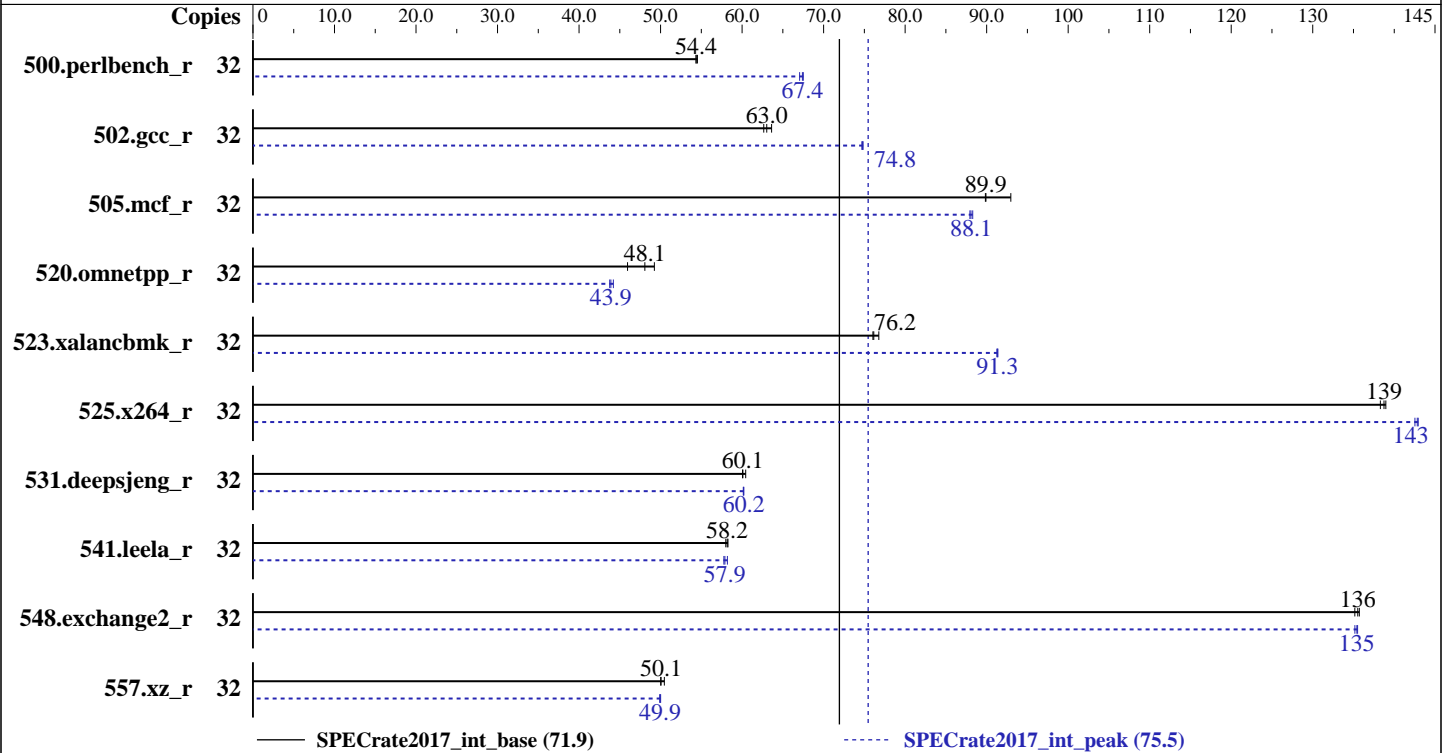 Copies 0 10.0 20.0 30.0 40.0 50.0 60.0 70.0 80.0 90.0 100 110 120 130 145
54.4
500.perlbench_r 32
67.4
63.0
502.gcc_r 32
74.8
89.9
505.mcf_r 32
88.1
48.1
520.omnetpp_r 32
43.9
76.2
523.xalancbmk_r 32
91.3
139
525.x264_r 32
143
60.1
531.deepsjeng_r 32
60.2
58.2
541.leela_r 32
57.9
136
548.exchange2_r 32
135
50.1
557.xz_r 32
49.9
SPECrate2017_int_base (71.9) SPECrate2017_int_peak (75.5)